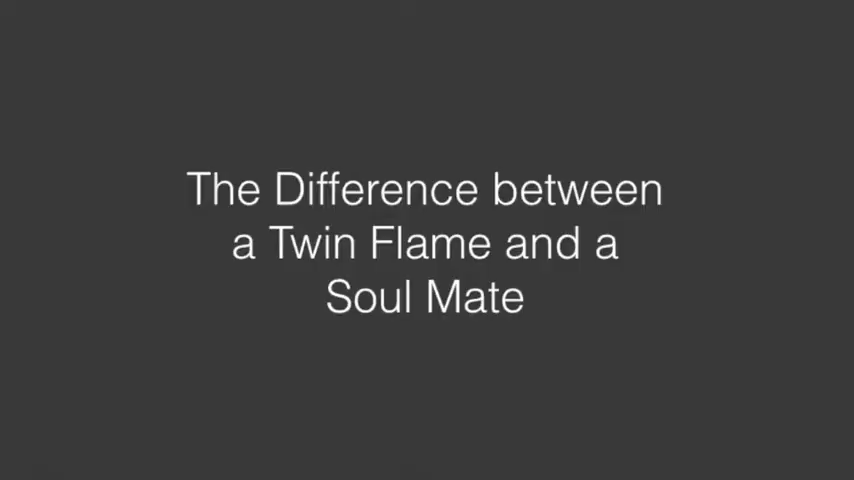 The Difference between
a Twin Flame and a
Soul Mate